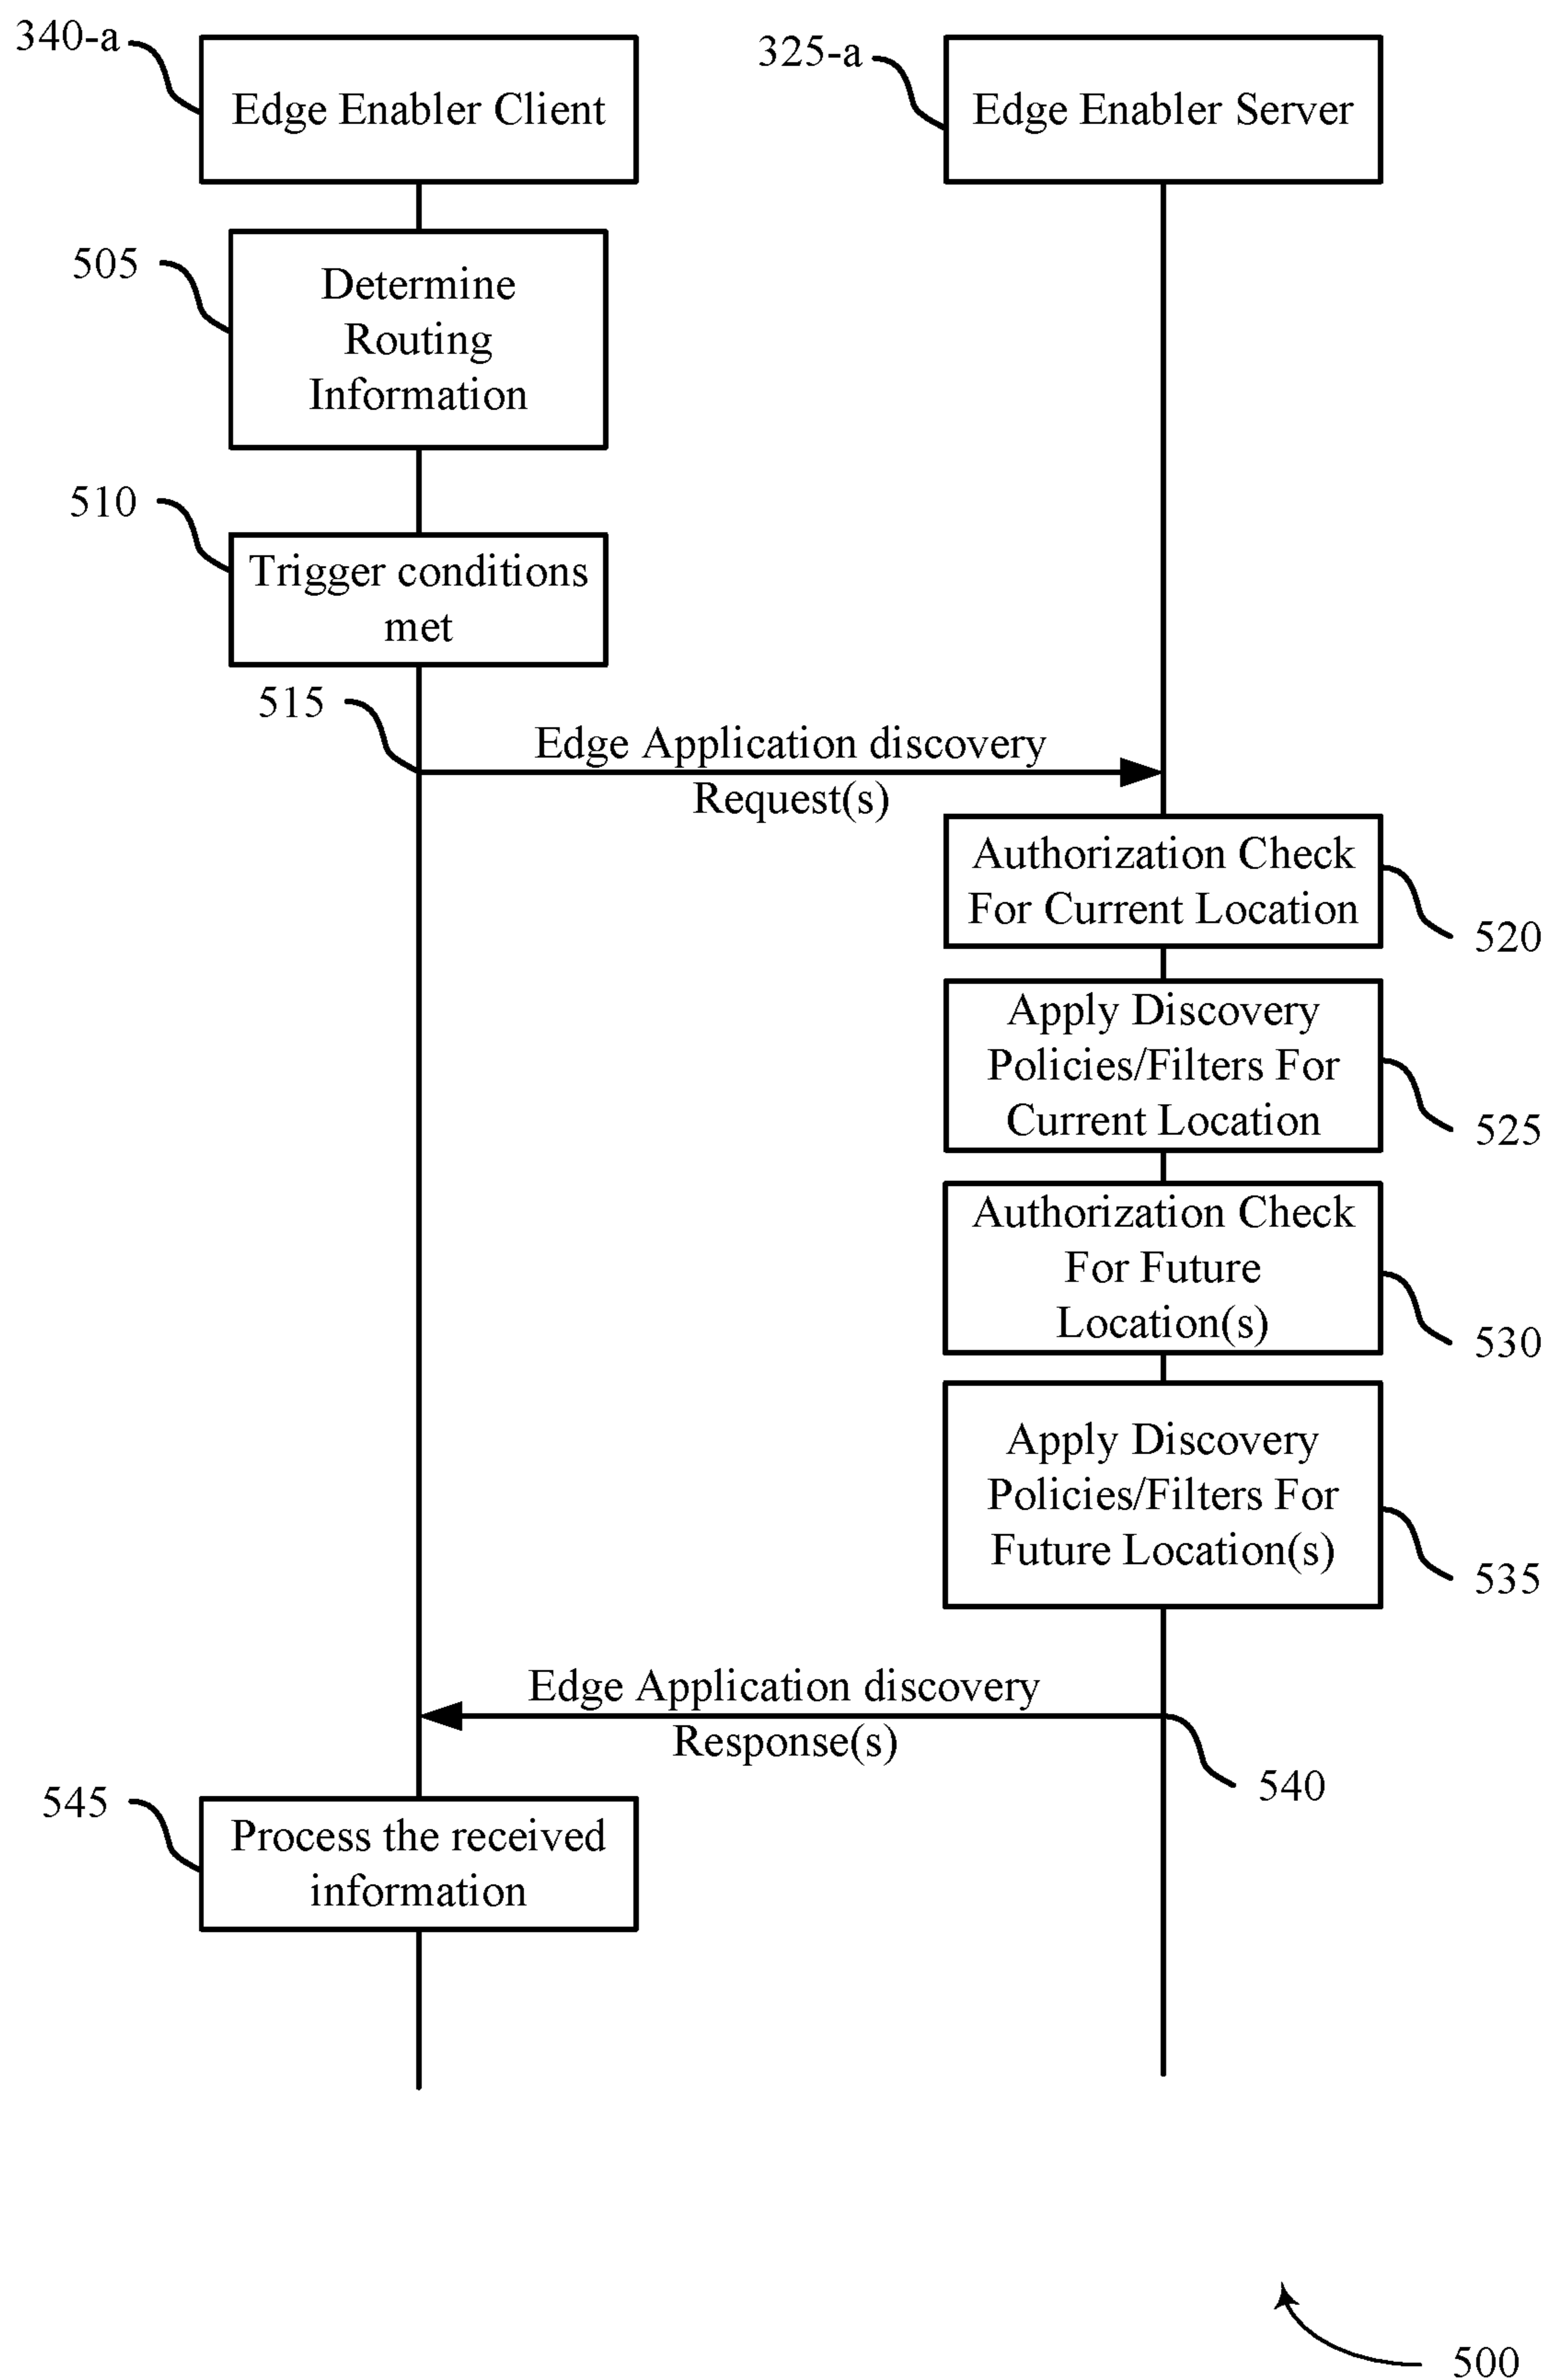 340-a
Edge Enabler Client
325-a
Edge Enabler Server
505
Determine
Routing
Information
510
Trigger conditions
met
515
Edge Application discovery
Request(s)
Authorization Check
For Current Location
520
Apply Discovery
Policies/Filters For
Current Location
525
Authorization Check
For Future
Location(s)
530
Apply Discovery
Policies/Filters For
Future Location(s)
535
Edge Application discovery
Response(s)
540
545
Process the received
information
500